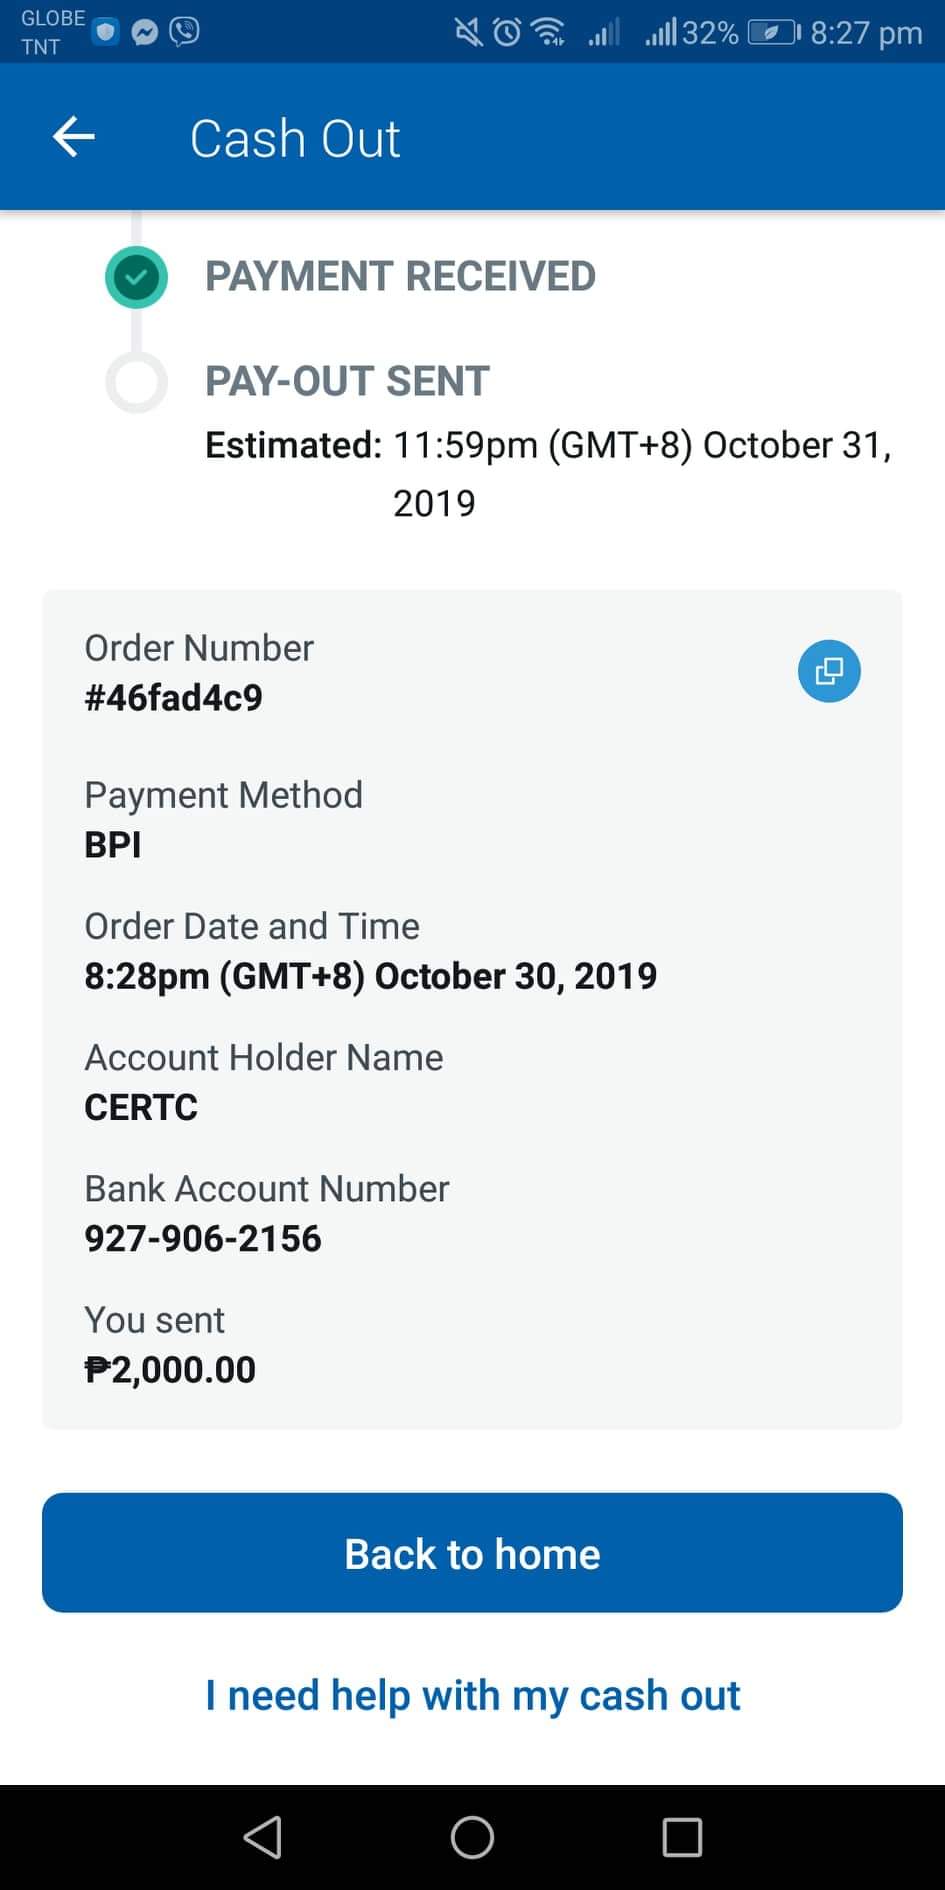 GLOBE
TNT
32%
8:27 pm
Cash Out
PAYMENT RECEIVED
PAY-OUT SENT
Estimated: 11:59pm (GMT+8) October 31,
2019
Order Number
#46fad4c9
Payment Method
BPI
Order Date and Time
8:28pm (GMT+8) October 30, 2019
Account Holder Name
CERTC
Bank Account Number
927-906-2156
You sent
₱2,000.00
Back to home
I need help with my cash out